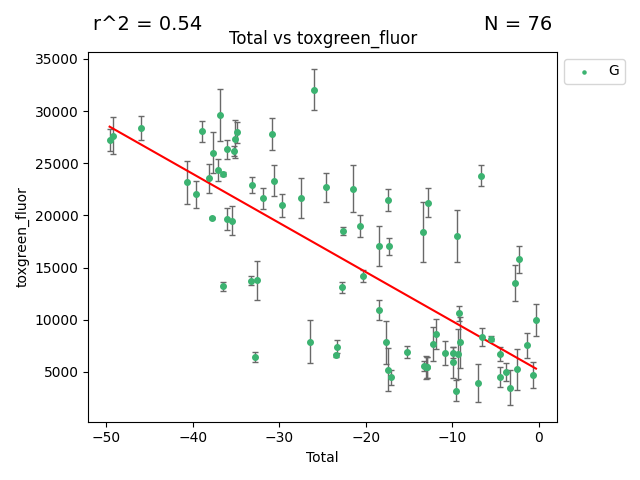 r^2 = 0.54
N = 76
Total vs toxgreen_fluor
G
35000
30000
25000
20000
15000
10000
5000
toxgreen_fluor
−50
−40
−30
−20
−10
0
Total